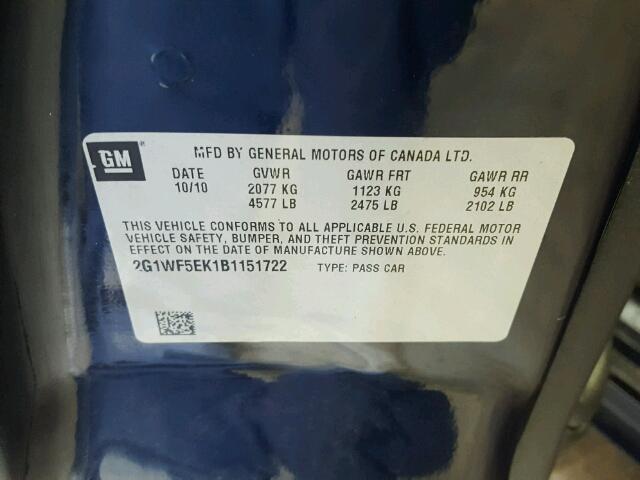 GM
MFD BY GENERAL MOTORS OF CANADA LTD.
DATE GVWR GAWR FRT GAWR RR
10/10 2077 KG 1123 KG 954 KG
4577 LB 2475 LB 2102 LB
THIS VEHICLE CONFORMS TO ALL APPLICABLE U.S. FEDERAL MOTOR
VEHICLE SAFETY, BUMPER, AND THEFT PREVENTION STANDARDS IN
EFFECT ON THE DATE OF MANUFACTURE SHOWN ABOVE.
2G1WF5EK1B1151722 TYPE: PASS CAR